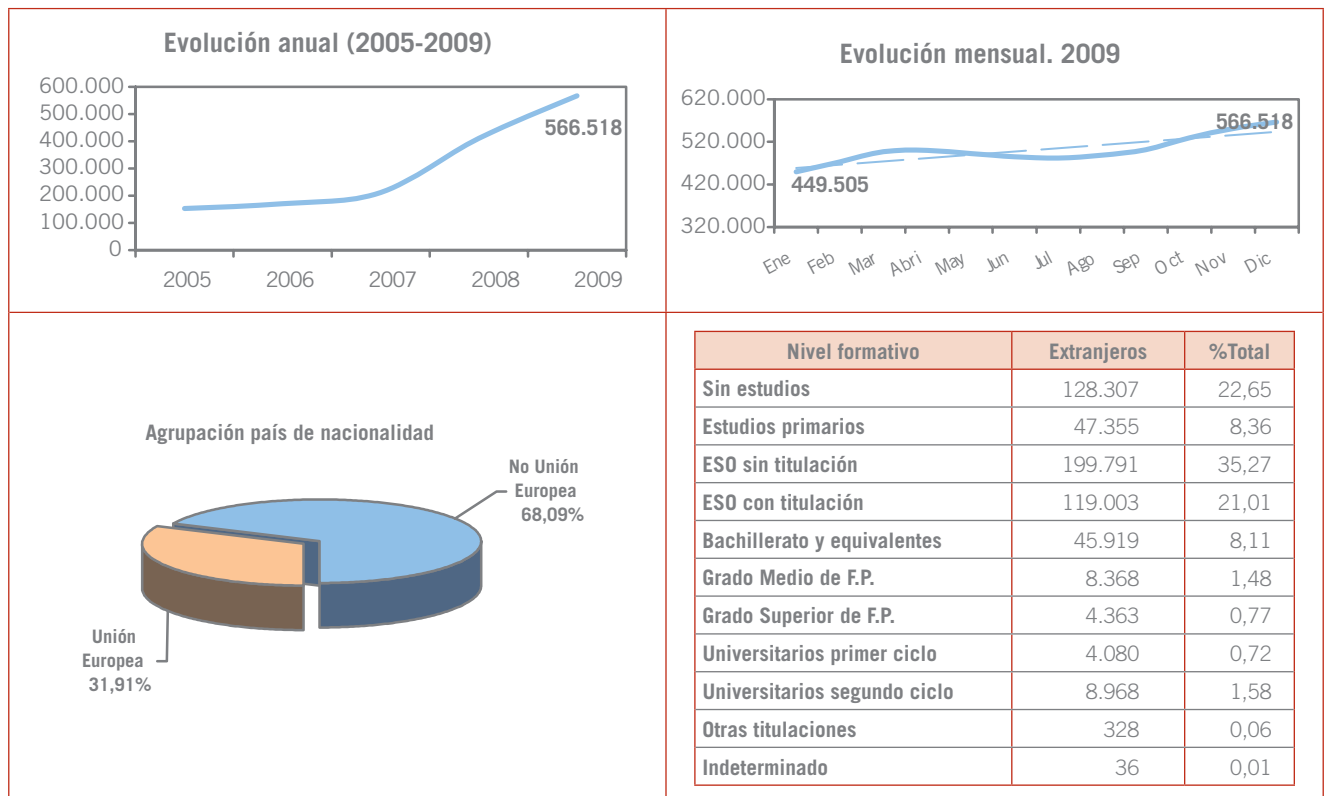 Evolución anual (2005-2009)
600.000
500.000
400.000
300.000
200.000
100.000
0
566.518
2005 2006 2007 2008 2009
Evolución mensual. 2009
620.000
520.000
420.000
320.000
566.518
449.505
Ene Feb Mar Abri May Jun Jul Ago Sep Oct Nov Dic
Agrupación país de nacionalidad
No Unión
Europea
68,09%
Unión
Europea
31,91%
Nivel formativo Extranjeros %Total
Sin estudios 128.307 22,65
Estudios primarios 47.355 8,36
ESO sin titulación 199.791 35,27
ESO con titulación 119.003 21,01
Bachillerato y equivalentes 45.919 8,11
Grado Medio de F.P. 8.368 1,48
Grado Superior de F.P. 4.363 0,77
Universitarios primer ciclo 4.080 0,72
Universitarios segundo ciclo 8.968 1,58
Otras titulaciones 328 0,06
Indeterminado 36 0,01